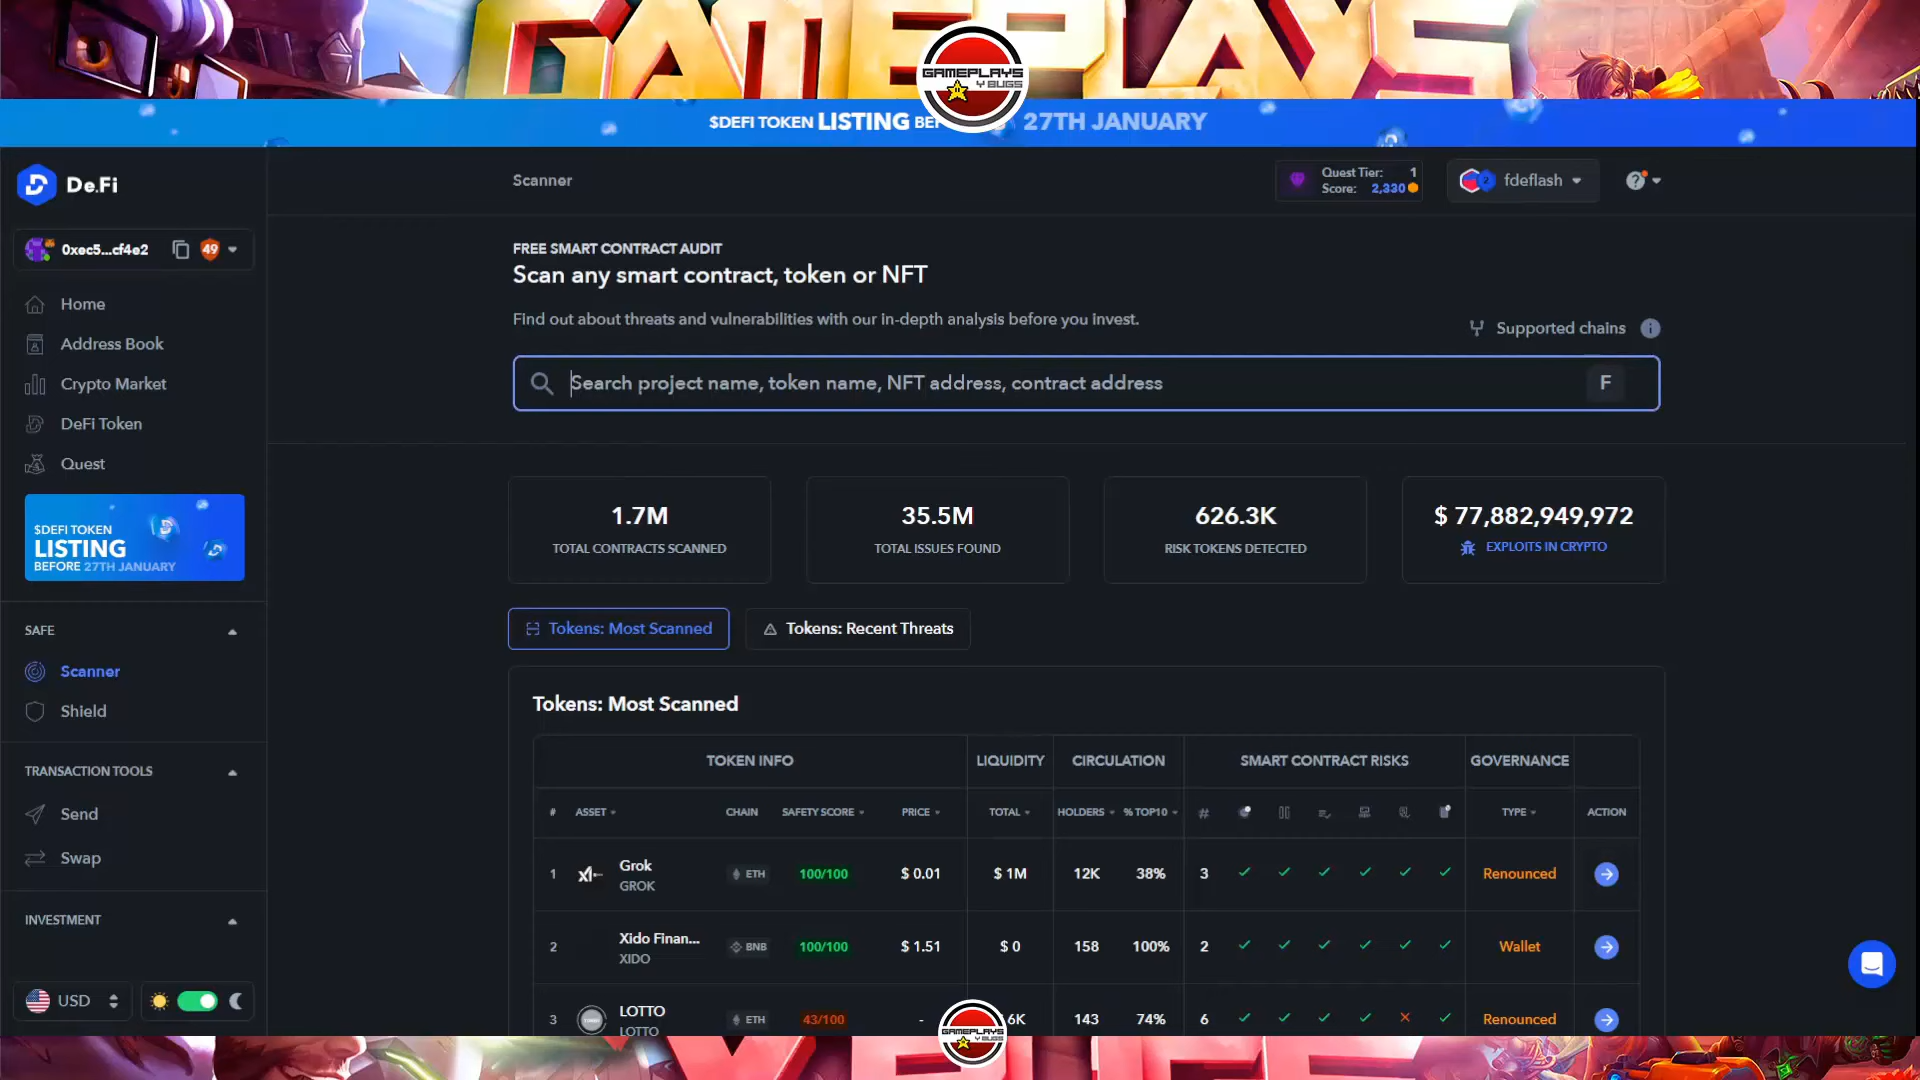 GAMEPLAYS
GAMEPLAYS
Y BUGS
$DEFI TOKEN LISTING 27TH JANUARY
De.Fi
Scanner
Quest Tier: 1
Score: 2,330
fdeflash
0xec5...cf4e2
49
Home
Address Book
Crypto Market
DeFi Token
Quest
$DEFI TOKEN
LISTING
BEFORE 27TH JANUARY
SAFE
Scanner
Shield
TRANSACTION TOOLS
Send
Swap
INVESTMENT
USD
FREE SMART CONTRACT AUDIT
Scan any smart contract, token or NFT
Find out about threats and vulnerabilities with our in-depth analysis before you invest.
Supported chains
Search project name, token name, NFT address, contract address F
1.7M
TOTAL CONTRACTS SCANNED
35.5M
TOTAL ISSUES FOUND
626.3K
RISK TOKENS DETECTED
$ 77,882,949,972
EXPLOITS IN CRYPTO
Tokens: Most Scanned
Tokens: Recent Threats
Tokens: Most Scanned
TOKEN INFO LIQUIDITY CIRCULATION SMART CONTRACT RISKS GOVERNANCE
# ASSET CHAIN SAFETY SCORE PRICE TOTAL HOLDERS % TOP10 # TYPE ACTION
1 Grok GROK ETH 100/100 $ 0.01 $ 1M 12K 38% 3 Renounced
2 Xido Finan... XIDO BNB 100/100 $ 1.51 $ 0 158 100% 2 Wallet
3 LOTTO LOTTO ETH 43/100 - 6K 143 74% 6 Renounced
GAMEPLAYS
Y BUGS